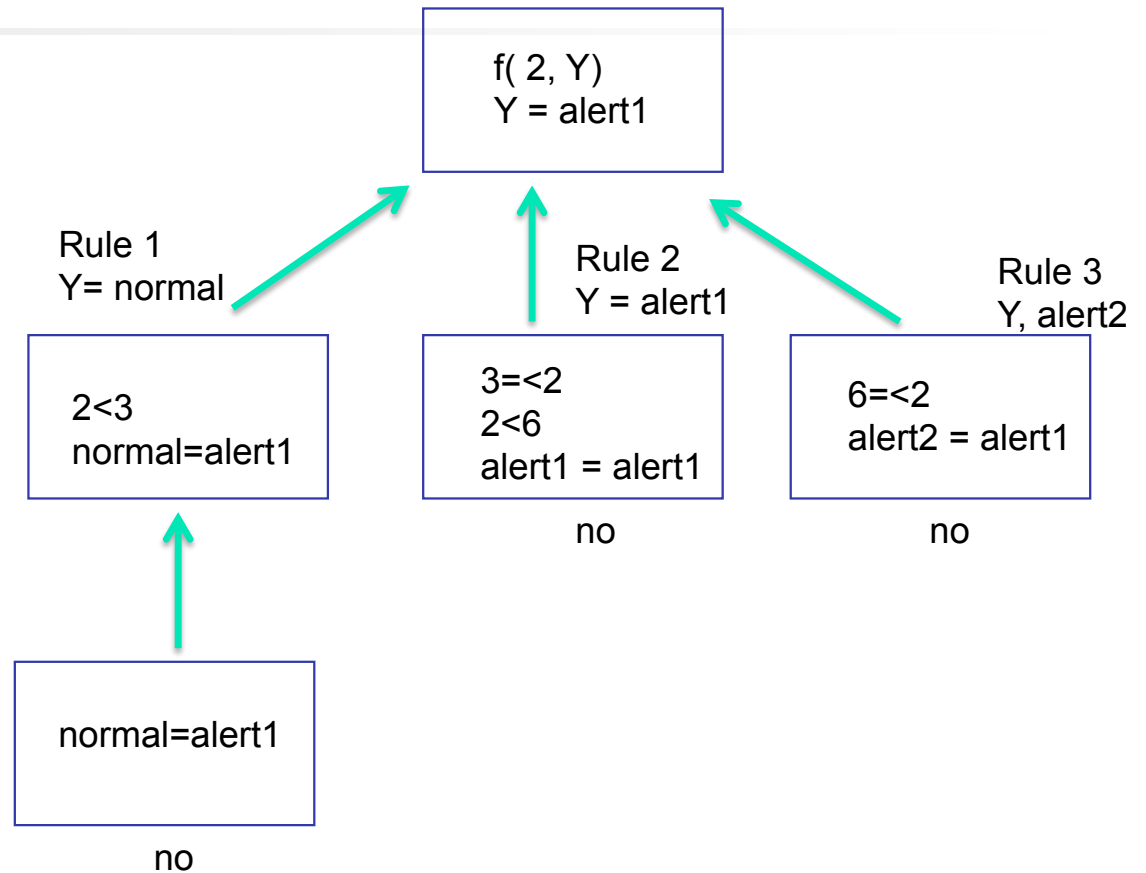 f( 2, Y)
Y = alert1
Rule 1
Y= normal
Rule 2
Y = alert1
Rule 3
Y, alert2
2<3
normal=alert1
3=<2
2<6
alert1 = alert1
6=<2
alert2 = alert1
no
no
normal=alert1
no